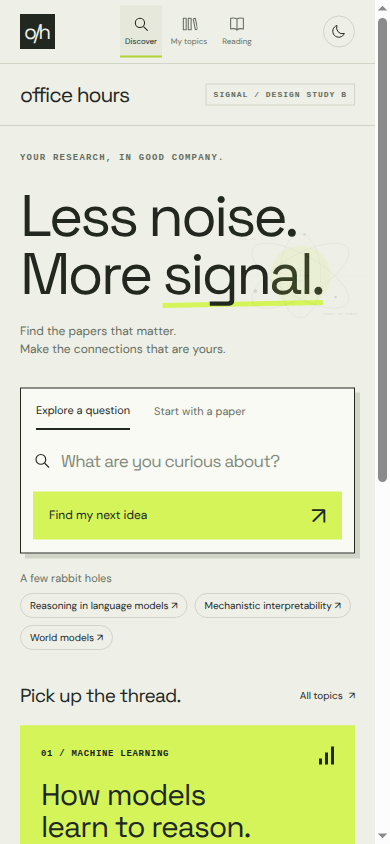 o/h
Discover
My topics
Reading
office hours
SIGNAL / DESIGN STUDY B
YOUR RESEARCH, IN GOOD COMPANY.
Less noise.
More signal.
Find the papers that matter.
Make the connections that are yours.
Explore a question
Start with a paper
What are you curious about?
Find my next idea
A few rabbit holes
Reasoning in language models
Mechanistic interpretability
World models
Pick up the thread.
All topics
01 / MACHINE LEARNING
How models
learn to reason.